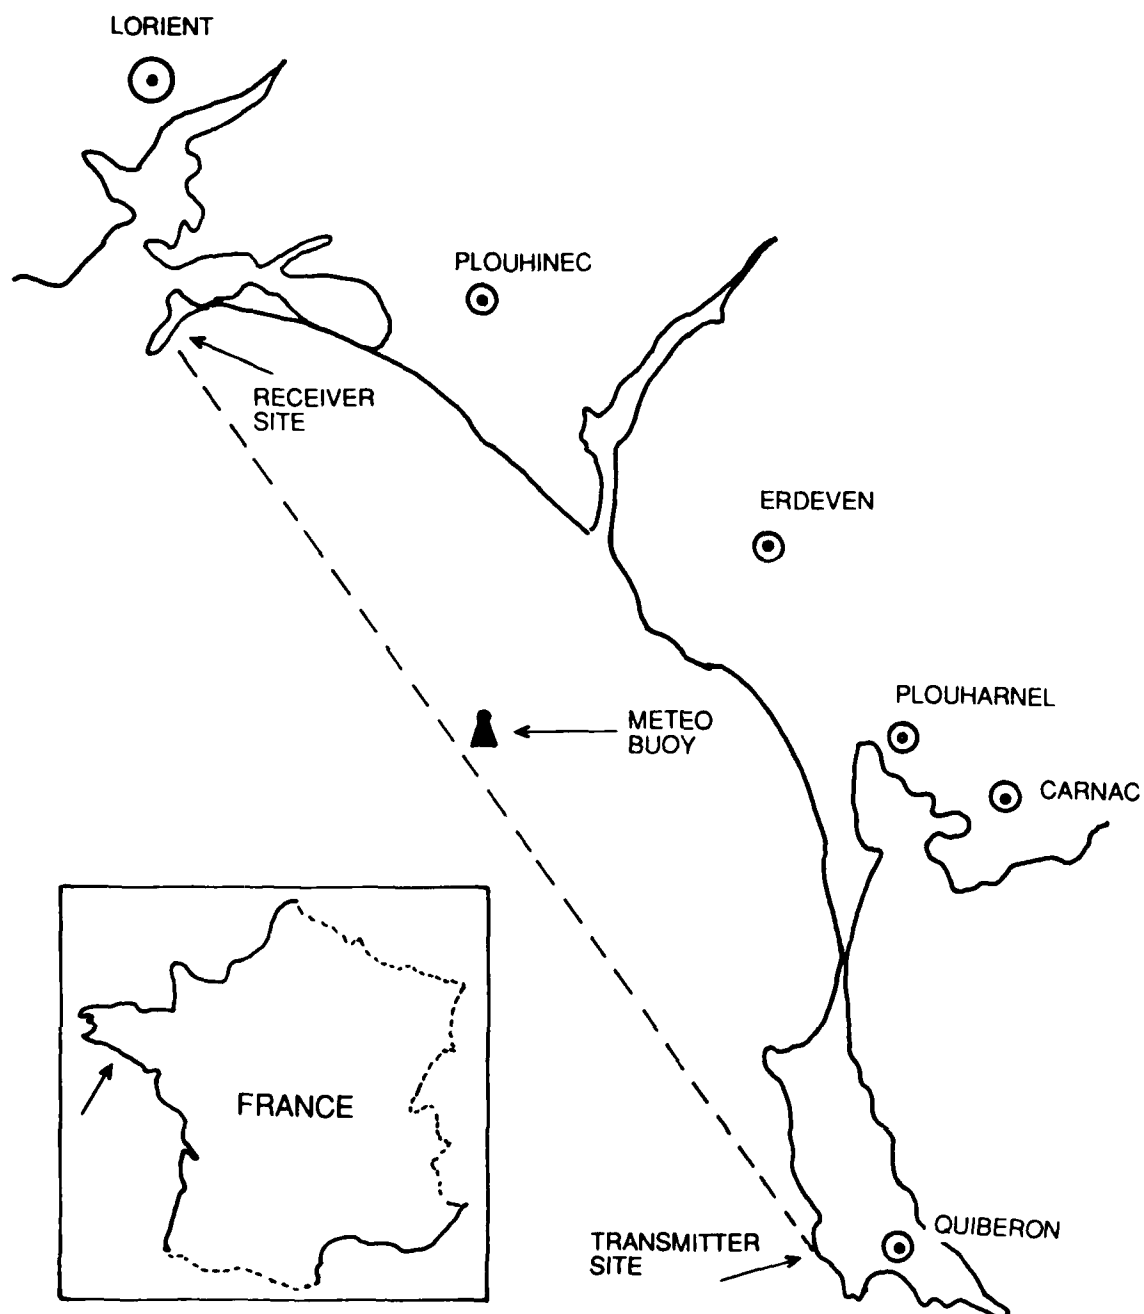 LORIENT
PLOUHINEC
RECEIVER
SITE
ERDEVEN
PLOUHARNEL
METEO
BUOY
CARNAC
FRANCE
QUIBERON
TRANSMITTER
SITE